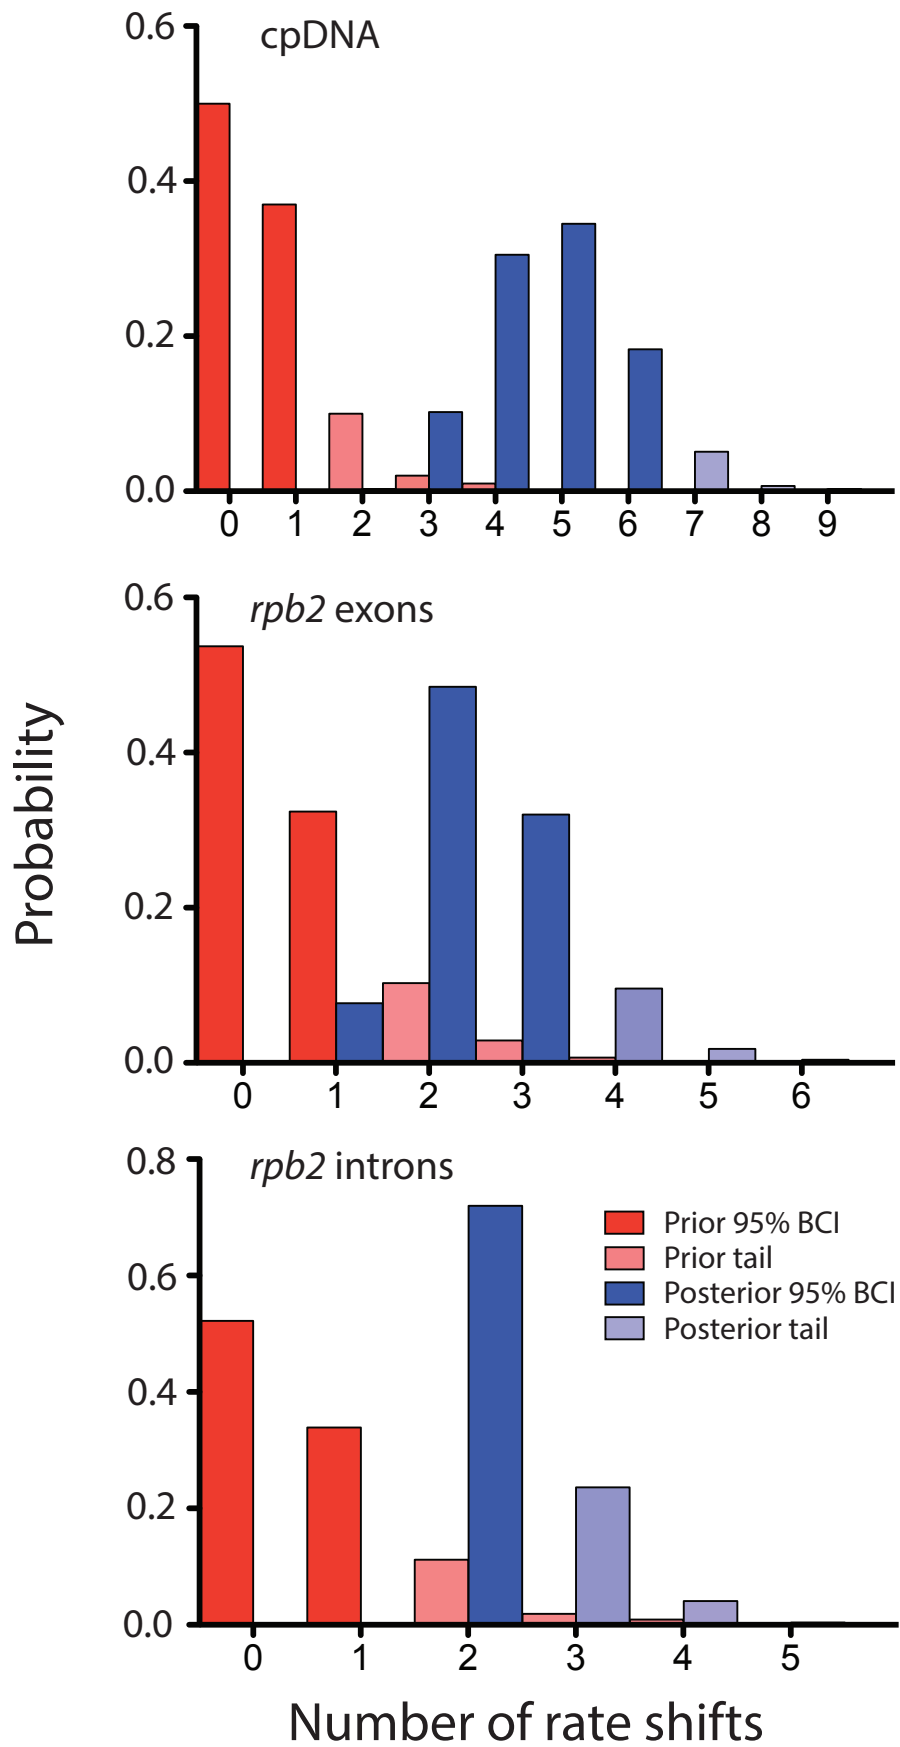 cpDNA
0.6
0.4
0.2
0.0
0 1 2 3 4 5 6 7 8 9
rpb2 exons
0.6
0.4
0.2
0.0
0 1 2 3 4 5 6
Probability
rpb2 introns
0.8
0.6
0.4
0.2
0.0
Prior 95% BCI
Prior tail
Posterior 95% BCI
Posterior tail
0 1 2 3 4 5
Number of rate shifts